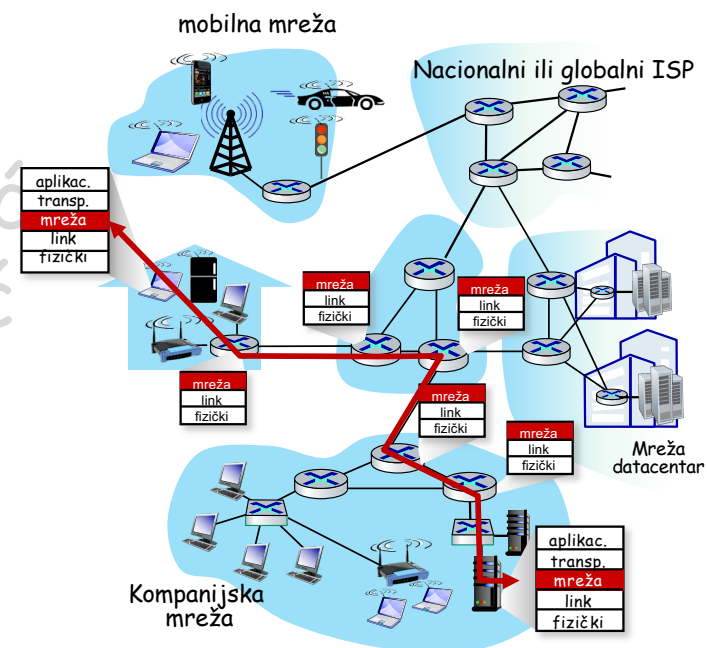 mobilna mreža
Nacionalni ili globalni ISP
aplikac.
transp.
mreža
link
fizički
mreža
link
fizički
mreža
link
fizički
mreža
link
fizički
mreža
link
fizički
mreža
link
fizički
Mreža
datacentar
Kompanijska
mreža
aplikac.
transp.
mreža
link
fizički